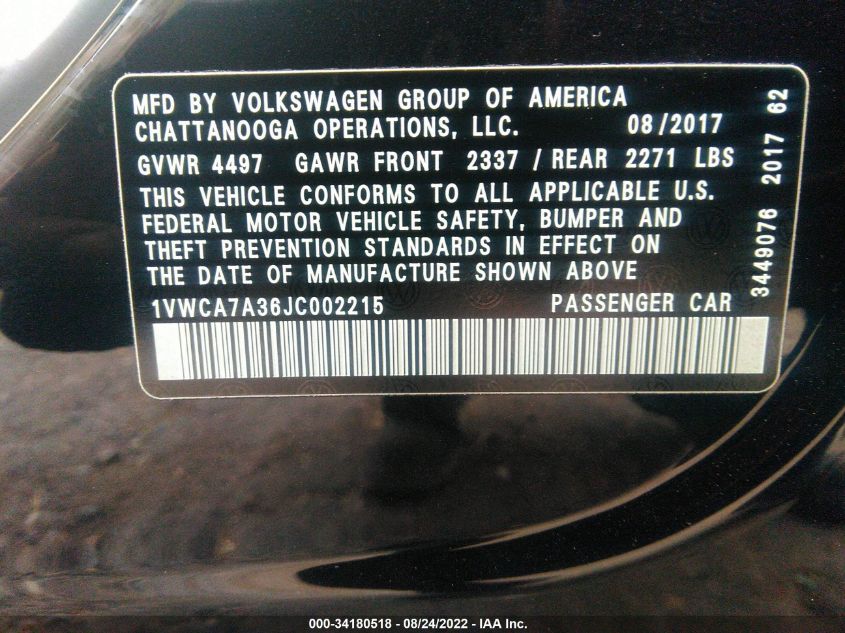 MFD BY VOLKSWAGEN GROUP OF AMERICA
CHATTANOOGA OPERATIONS, LLC. 08/2017
GVWR 4497 GAWR FRONT 2337 / REAR 2271 LBS
THIS VEHICLE CONFORMS TO ALL APPLICABLE U.S.
FEDERAL MOTOR VEHICLE SAFETY, BUMPER AND
THEFT PREVENTION STANDARDS IN EFFECT ON
THE DATE OF MANUFACTURE SHOWN ABOVE
1VWCA7A36JC002215 PASSENGER CAR
3449076 2017 62
000-34180518 - 08/24/2022 - IAA Inc.